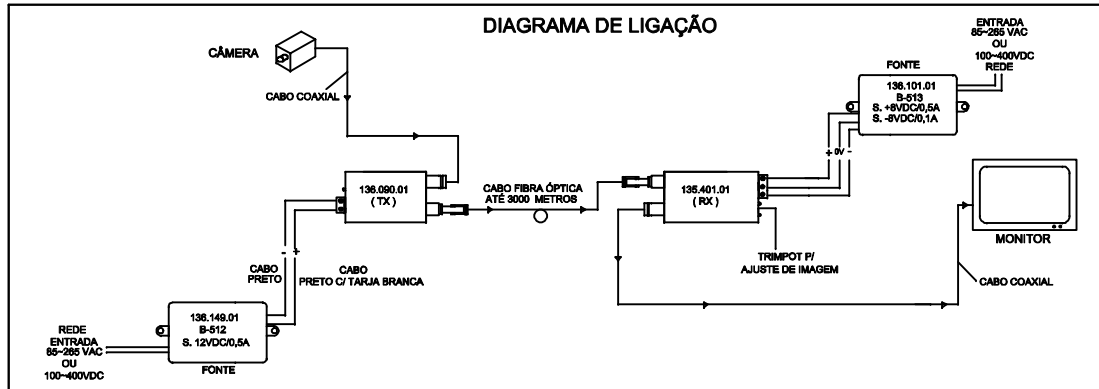 DIAGRAMA DE LIGAÇÃO
CÂMERA
CABO COAXIAL
136.090.01
( TX )
CABO FIBRA ÓPTICA
ATÉ 3000 METROS
135.401.01
( RX )
TRIMPOT P/
AJUSTE DE IMAGEM
ENTRADA
85~265 VAC
OU
100~400VDC
REDE
FONTE
136.101.01
B-513
S. +8VDC/0,5A
S. -8VDC/0,1A
+ 0V -
MONITOR
CABO COAXIAL
- +
CABO
PRETO
CABO
PRETO C/ TARJA BRANCA
136.149.01
B-512
S. 12VDC/0,5A
FONTE
REDE
ENTRADA
85~265 VAC
OU
100~400VDC